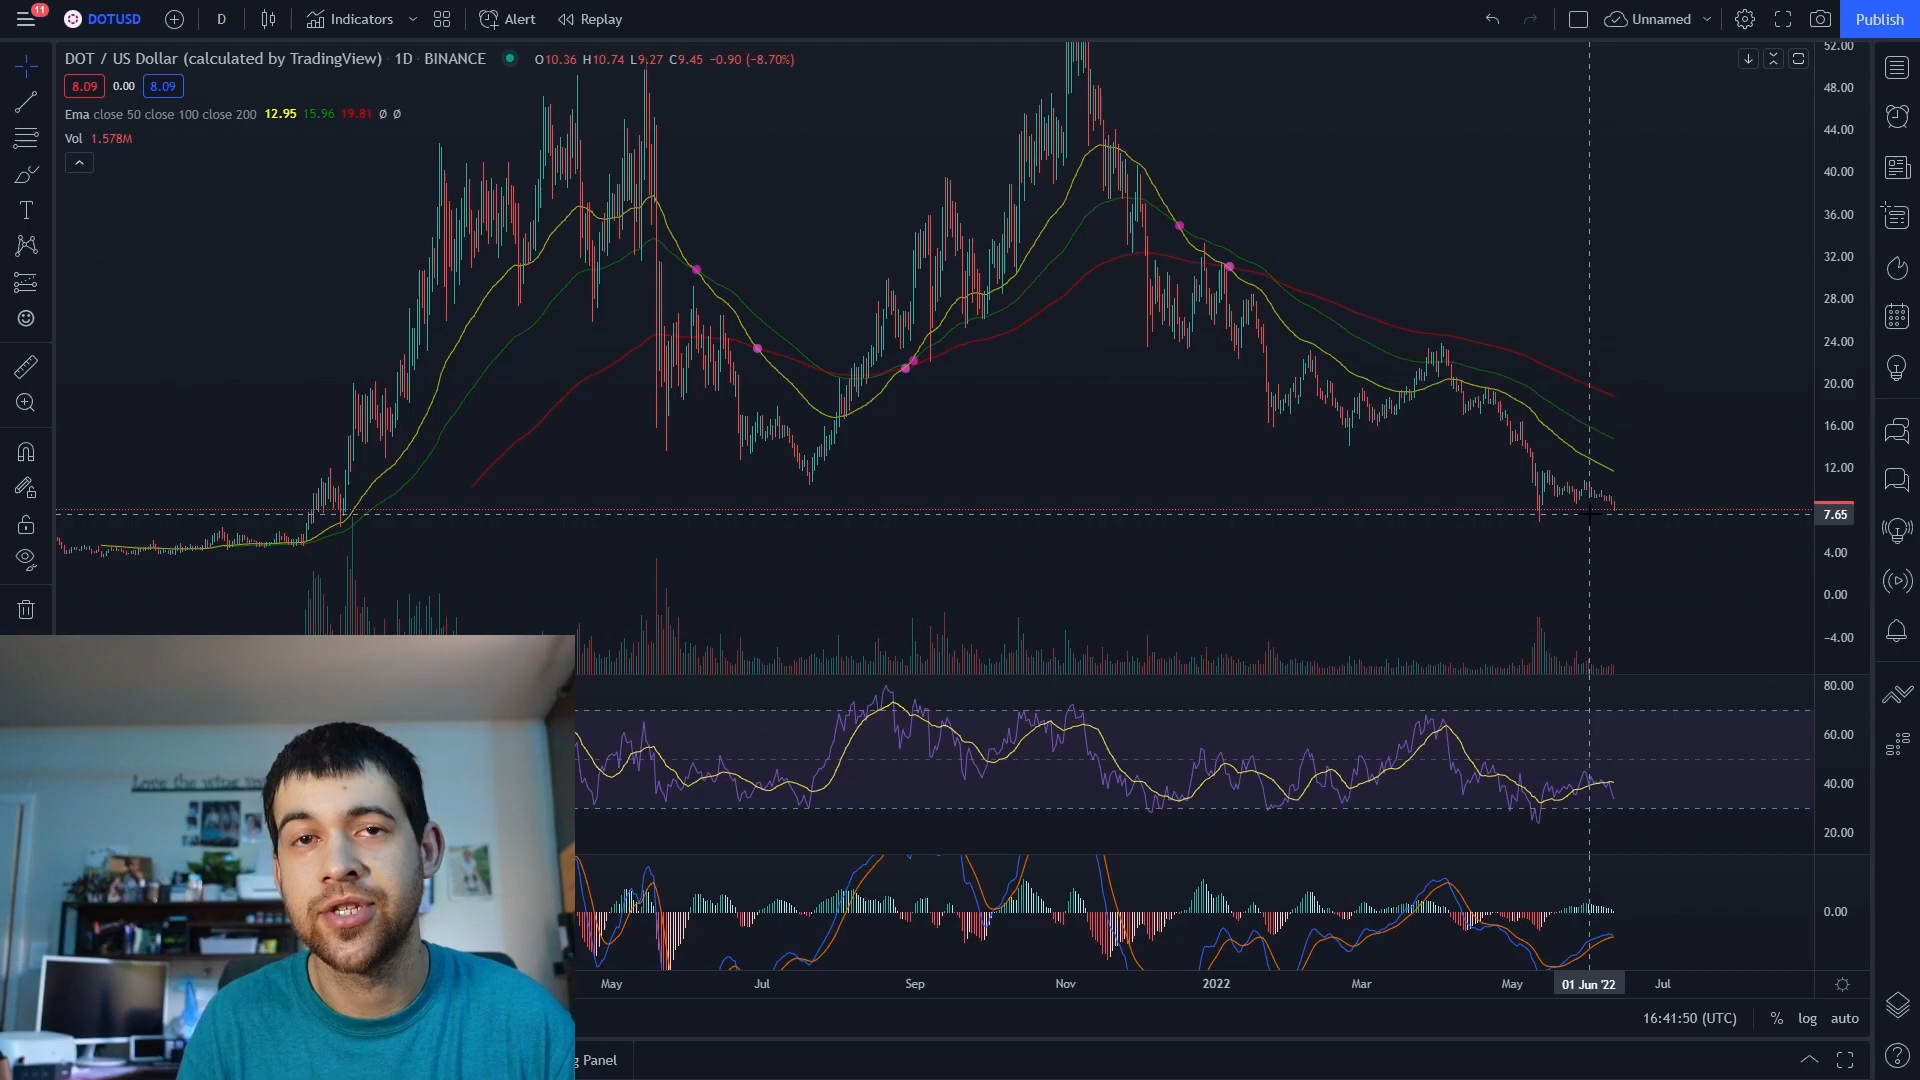 11
DOTUSD
D
Indicators
Alert
Replay
Unnamed
Publish
DOT / US Dollar (calculated by TradingView) · 1D · BINANCE
O10.36 H10.74 L9.27 C9.45 −0.90 (−8.70%)
8.09
0.00
8.09
Ema close 50 close 100 close 200 12.95 15.96 19.81 Ø Ø
Vol 1.578M
52.00
48.00
44.00
40.00
36.00
32.00
28.00
24.00
20.00
16.00
12.00
7.65
4.00
0.00
−4.00
80.00
60.00
40.00
20.00
0.00
May
Jul
Sep
Nov
2022
Mar
May
01 Jun '22
Jul
16:41:50 (UTC)
%
log
auto
g Panel